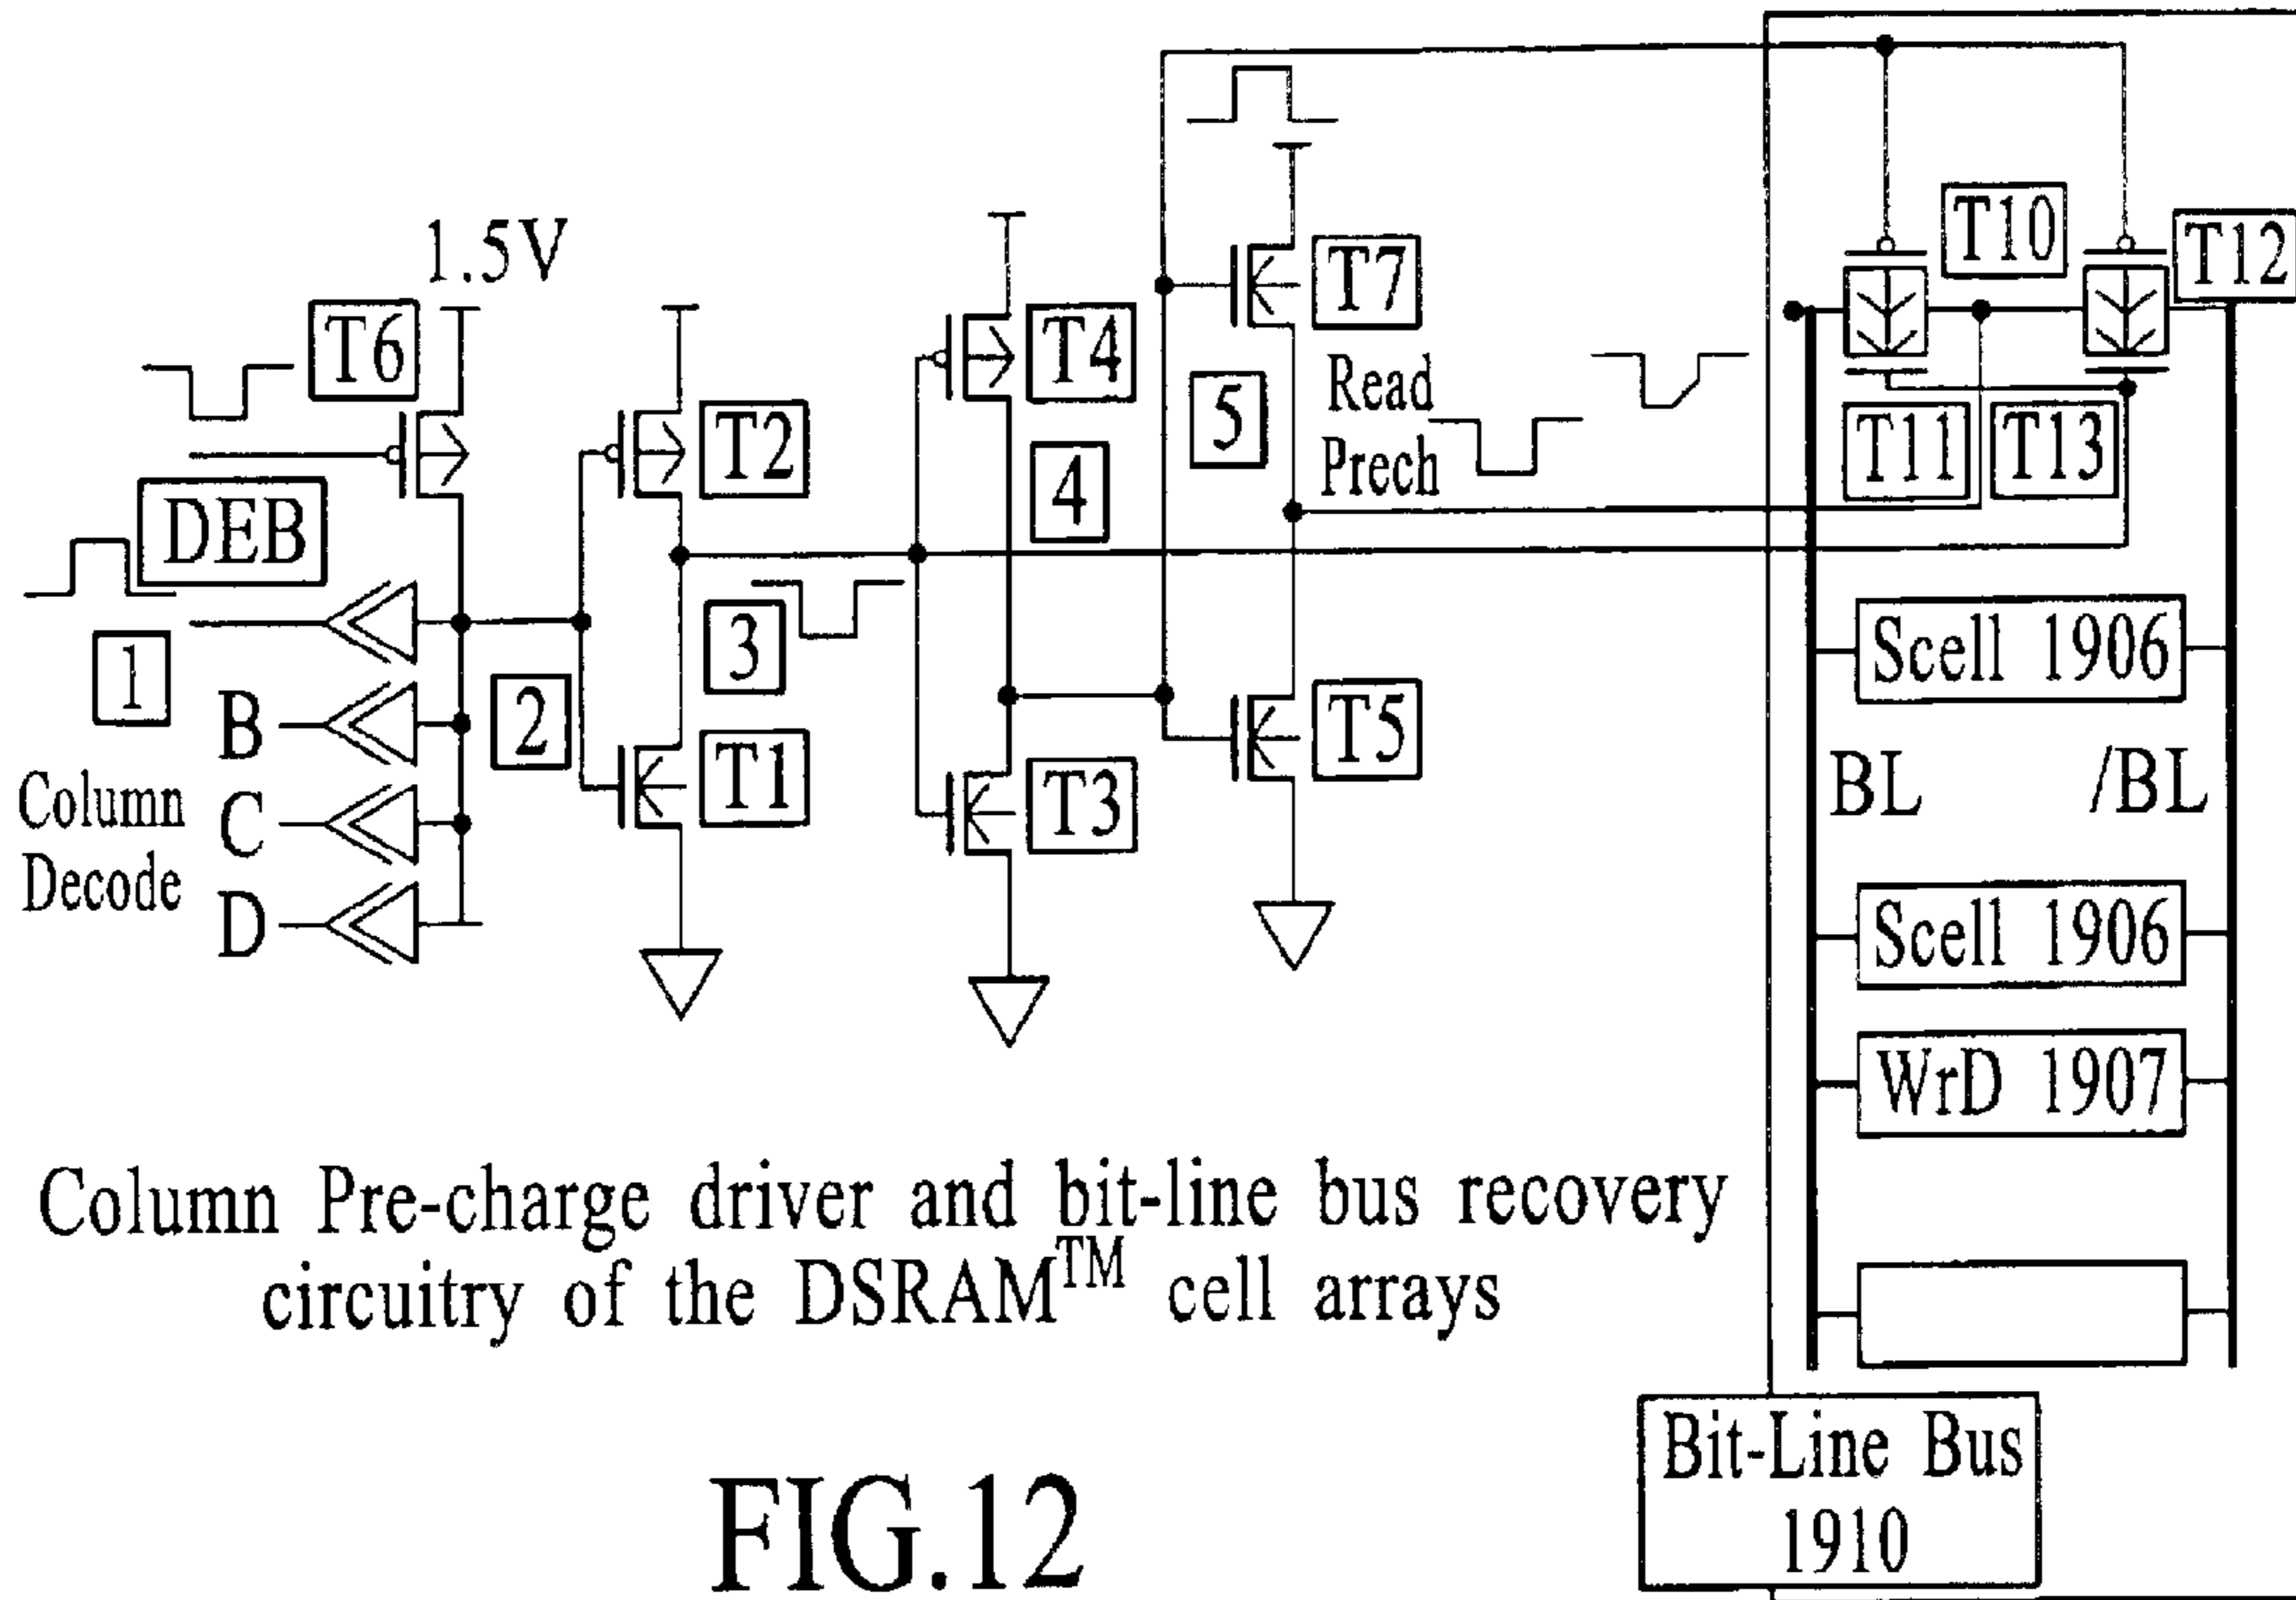 1.5V
T6
DEB
1
B
C
D
Column
Decode
2
T2
T1
3
T4
4
T3
5
T7
T5
Read
Prech
T10
T12
T11
T13
Scell 1906
BL
/BL
Scell 1906
WrD 1907
Bit-Line Bus
1910
Column Pre-charge driver and bit-line bus recovery
circuitry of the DSRAM™ cell arrays
FIG.12